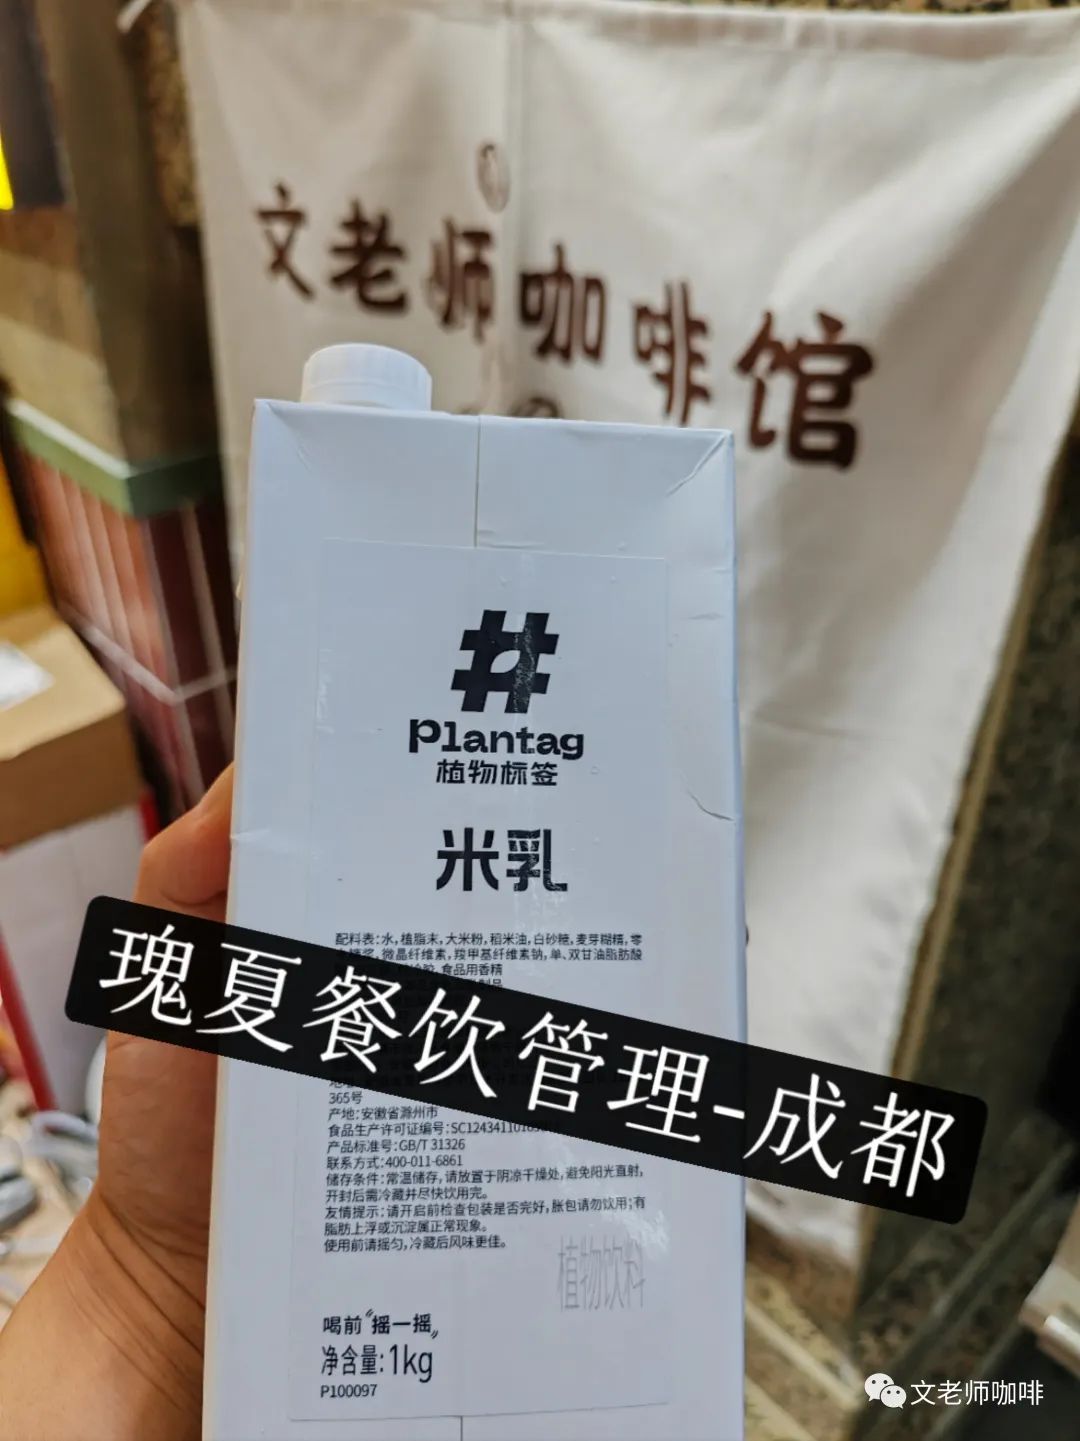 文老师咖啡馆
Plantag
植物标签
米乳
配料表:水,植脂末,大米粉,稻米油,白砂糖,麦芽糊精,零
微晶纤维素,羧甲基纤维素钠,单、双甘油脂肪酸
食品用香精
瑰夏餐饮管理-成都
365号
产地:安徽省滁州市
食品生产许可证编号:
产品标准号:GB/T 31326
联系方式:400-011-6861
储存条件:常温储存,请放置于阴凉干燥处,避免阳光直射,
开封后需冷藏并尽快饮用完。
友情提示:请开启前检查包装是否完好,胀包请勿饮用;有
脂肪上浮或沉淀属正常现象。
使用前请摇匀,冷藏后风味更佳。
植物饮料
喝前“摇一摇”
净含量:1kg
P100097
文老师咖啡